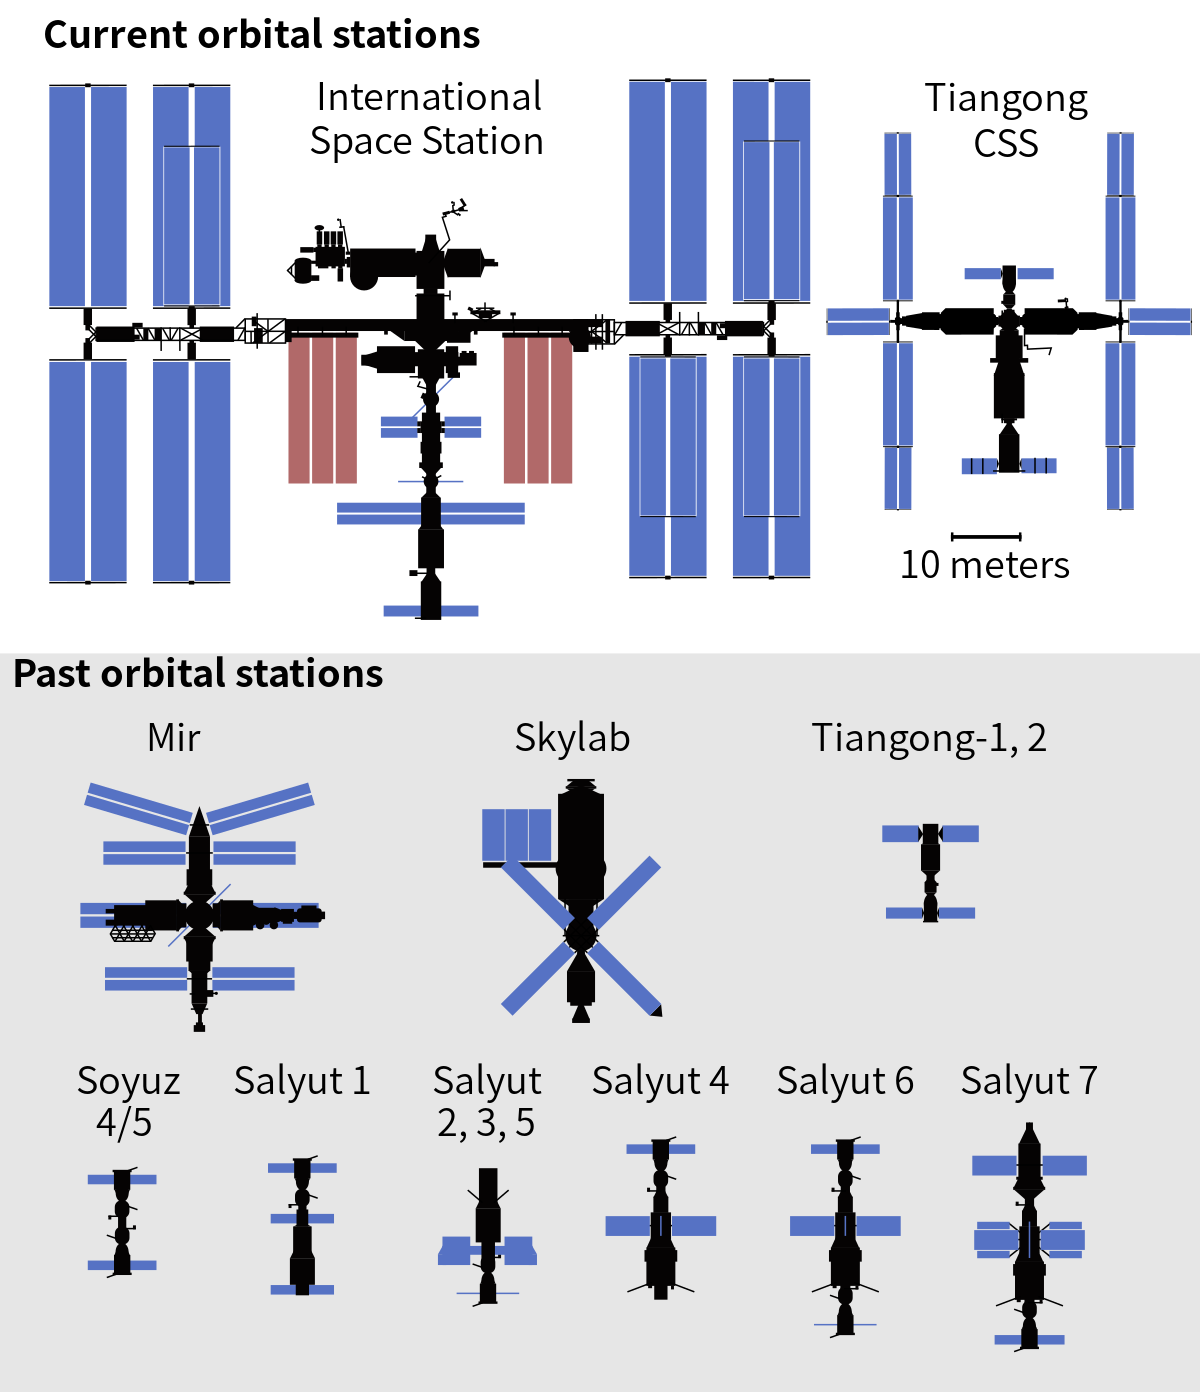 Current orbital stations
International
Space Station
Tiangong
CSS
10 meters
Past orbital stations
Mir
Skylab
Tiangong-1, 2
Soyuz
4/5
Salyut 1
Salyut
2, 3, 5
Salyut 4
Salyut 6
Salyut 7